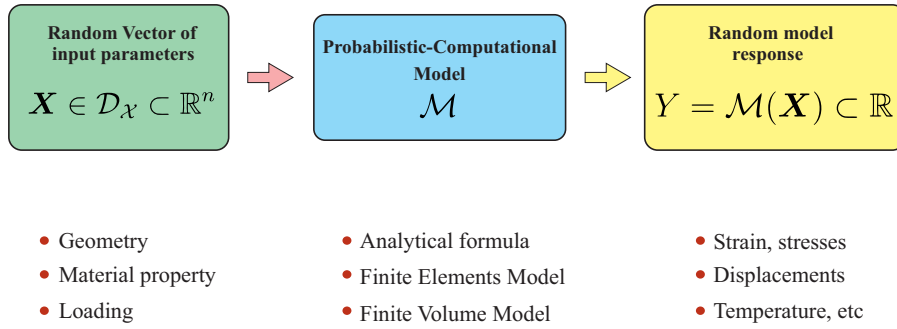 Random Vector of
input parameters
𝑿 ∈ 𝒟_𝒳 ⊂ ℝⁿ
Probabilistic-Computational
Model
ℳ
Random model
response
Y = ℳ(𝑿) ⊂ ℝ
• Geometry
• Material property
• Loading
• Analytical formula
• Finite Elements Model
• Finite Volume Model
• Strain, stresses
• Displacements
• Temperature, etc